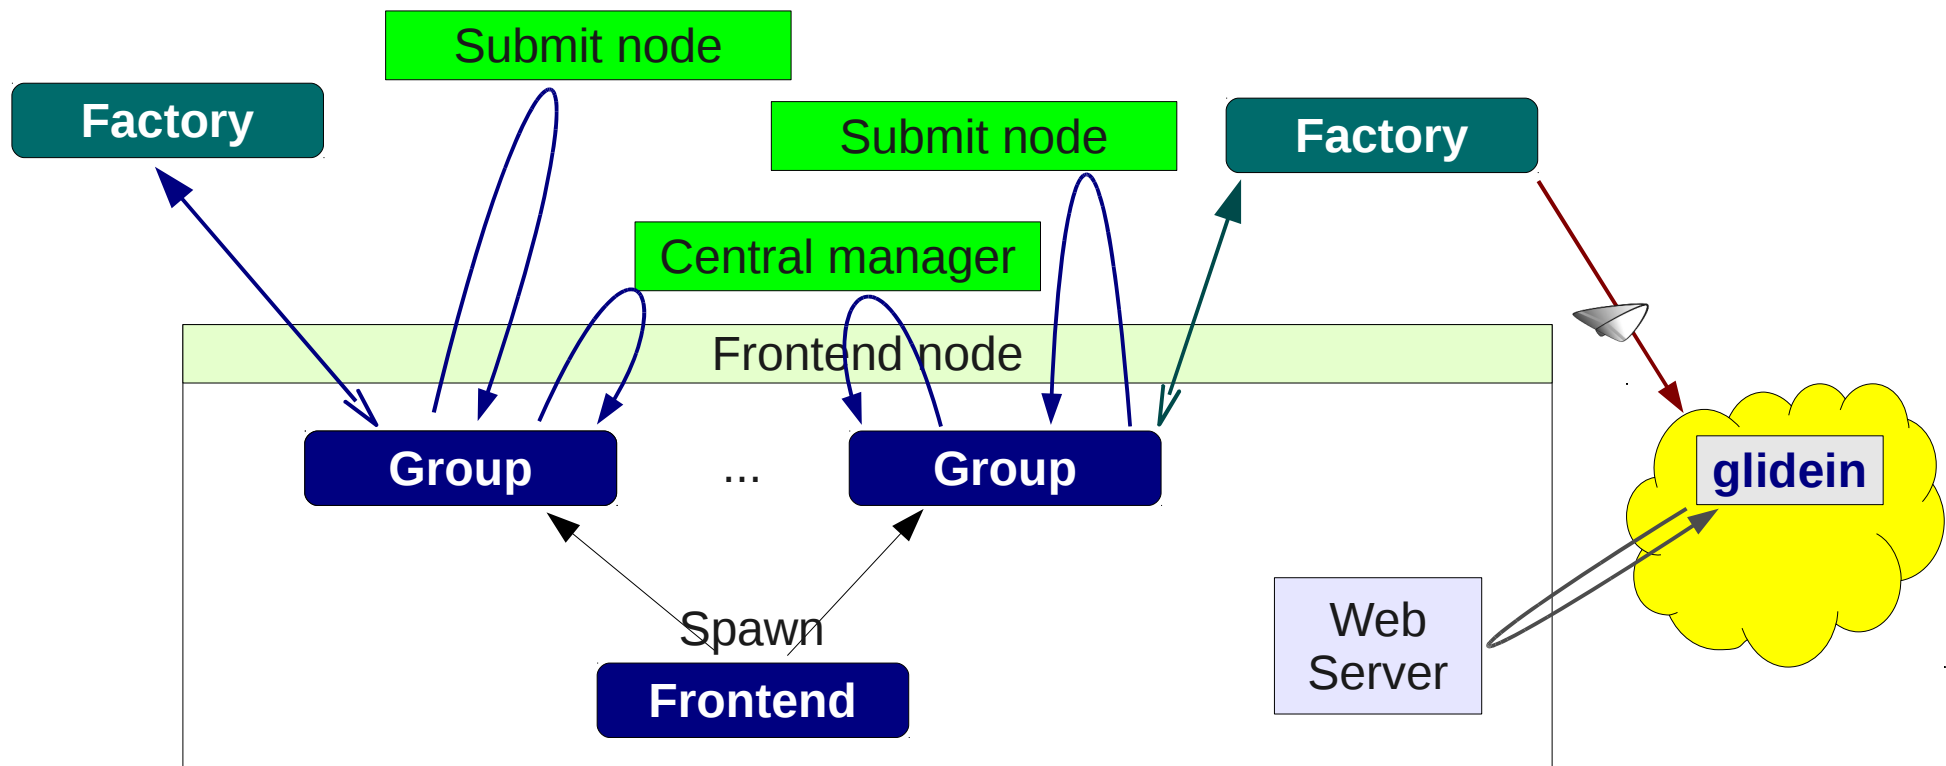 Submit node
Factory
Submit node
Factory
Central manager
Frontend node
Group
...
Group
glidein
Spawn
Web
Server
Frontend